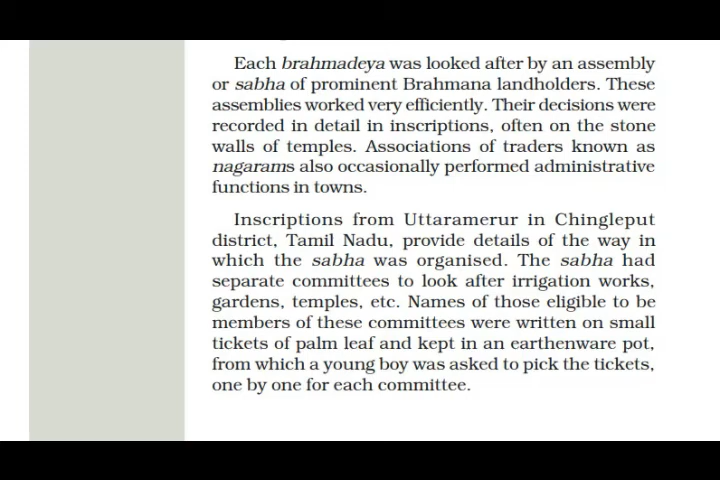 Each brahmadeya was looked after by an assembly
or sabha of prominent Brahmana landholders. These
assemblies worked very efficiently. Their decisions were
recorded in detail in inscriptions, often on the stone
walls of temples. Associations of traders known as
nagarams also occasionally performed administrative
functions in towns.
Inscriptions from Uttaramerur in Chingleput
district, Tamil Nadu, provide details of the way in
which the sabha was organised. The sabha had
separate committees to look after irrigation works,
gardens, temples, etc. Names of those eligible to be
members of these committees were written on small
tickets of palm leaf and kept in an earthenware pot,
from which a young boy was asked to pick the tickets,
one by one for each committee.